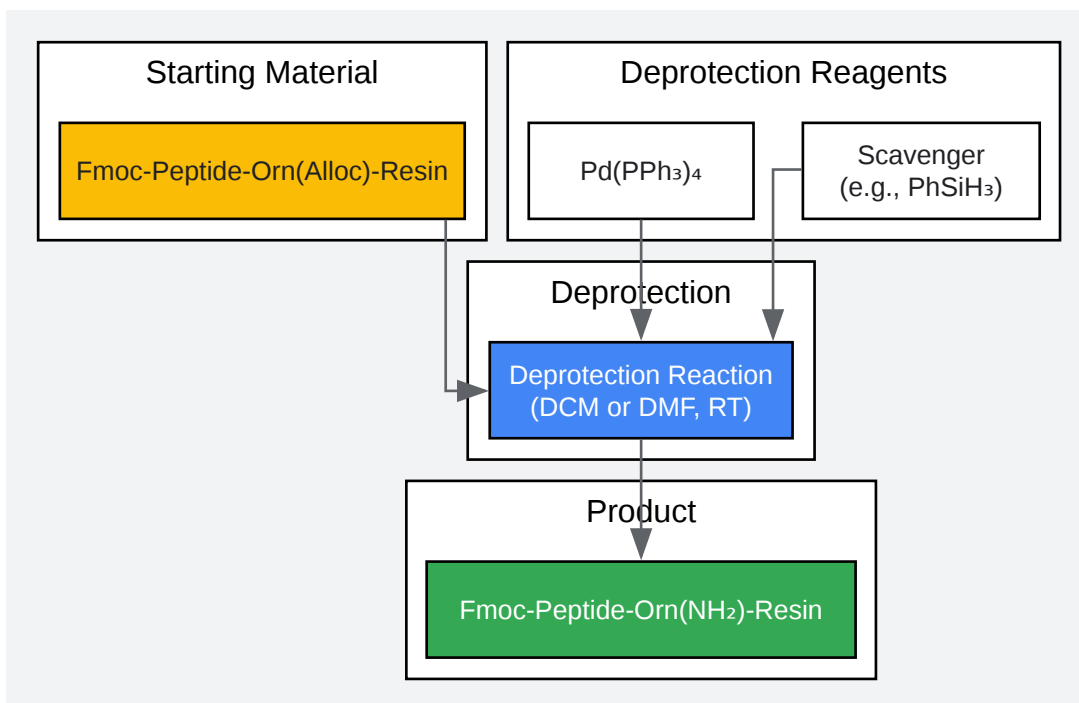 Starting Material
Fmoc-Peptide-Orn(Alloc)-Resin
Deprotection Reagents
Pd(PPh₃)₄
Scavenger
(e.g., PhSiH₃)
Deprotection
Deprotection Reaction
(DCM or DMF, RT)
Product
Fmoc-Peptide-Orn(NH₂)-Resin